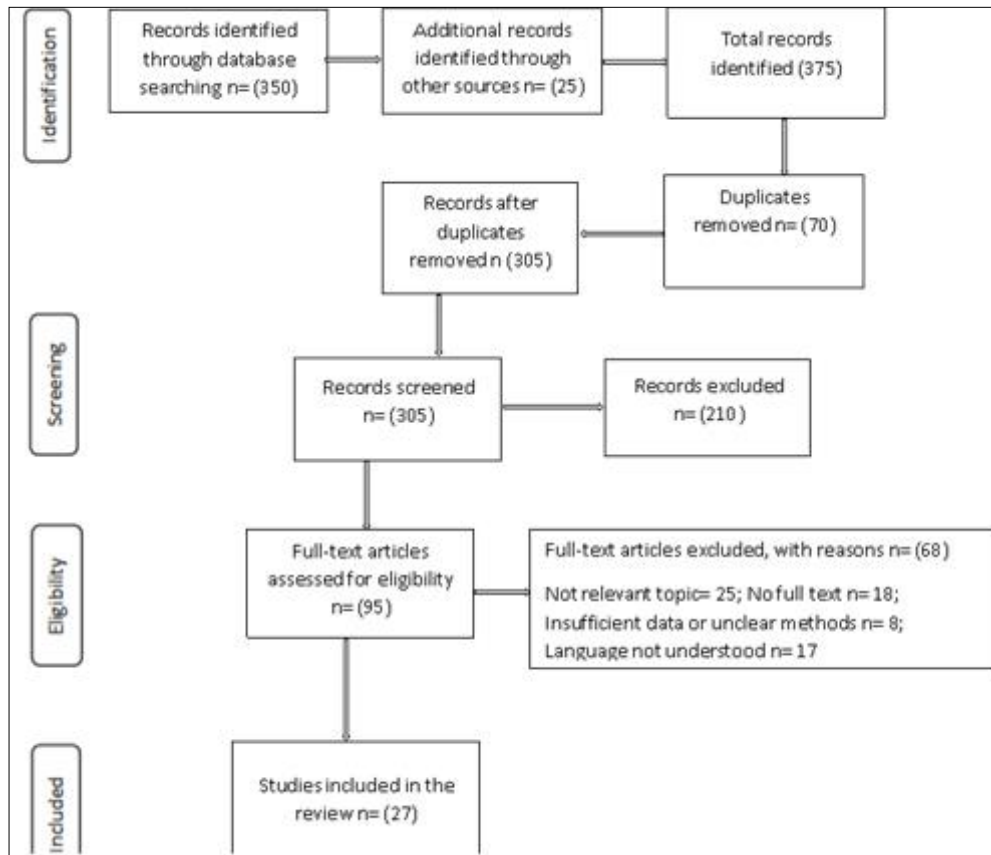 Identification
Records identified
through database
searching n= (350)
Additional records
identified through
other sources n= (25)
Total records
identified (375)
Records after
duplicates
removed n (305)
Duplicates
removed n= (70)
Screening
Records screened
n= (305)
Records excluded
n= (210)
Eligibility
Full-text articles
assessed for eligibility
n= (95)
Full-text articles excluded, with reasons n= (68)
Not relevant topic= 25; No full text n= 18;
Insufficient data or unclear methods n= 8;
Language not understood n= 17
Included
Studies included in the
review n= (27)